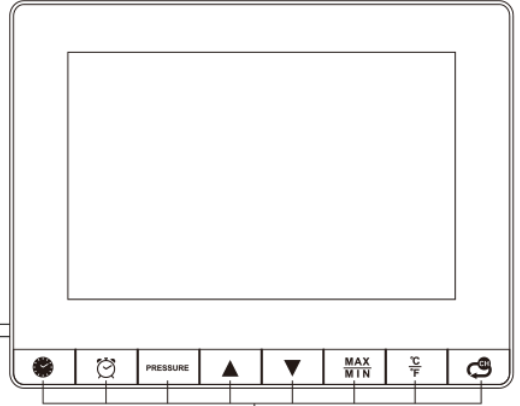 PRESSURE
▲
▼
MAX
MIN
°C
°F
CH